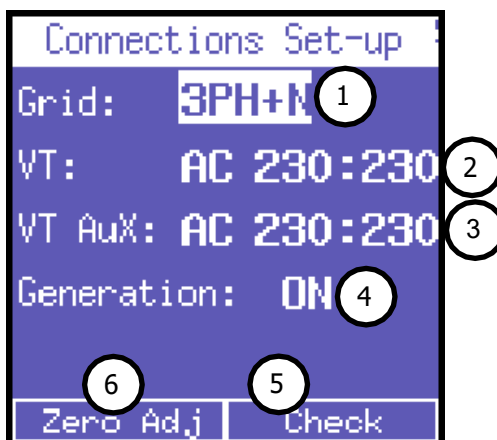 Connections Set-up
Grid: 3PH+N 1
VT: AC 230:230 2
VT AuX: AC 230:230 3
Generation: ON 4
6 5
Zero Adj Check